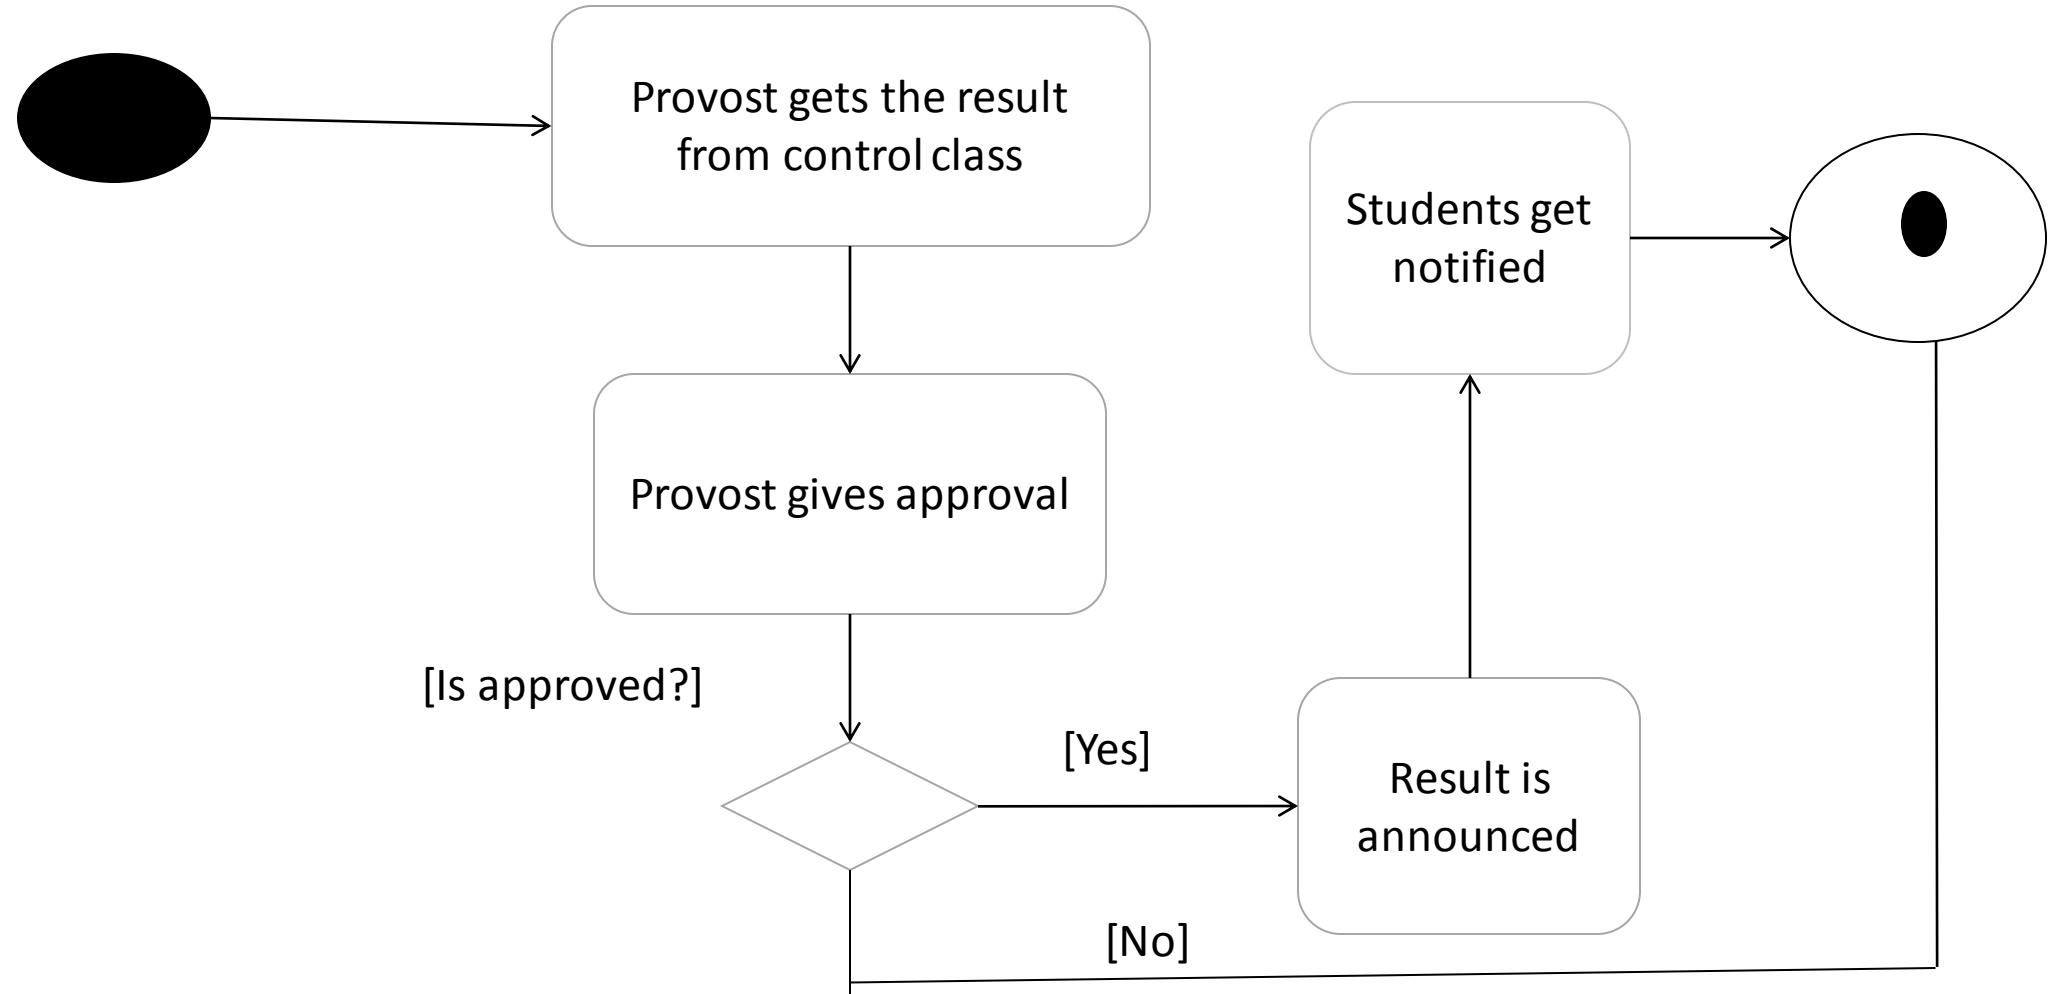 Provost gets the result
from control class
Students get
notified
Provost gives approval
[Is approved?]
[Yes]
Result is
announced
[No]